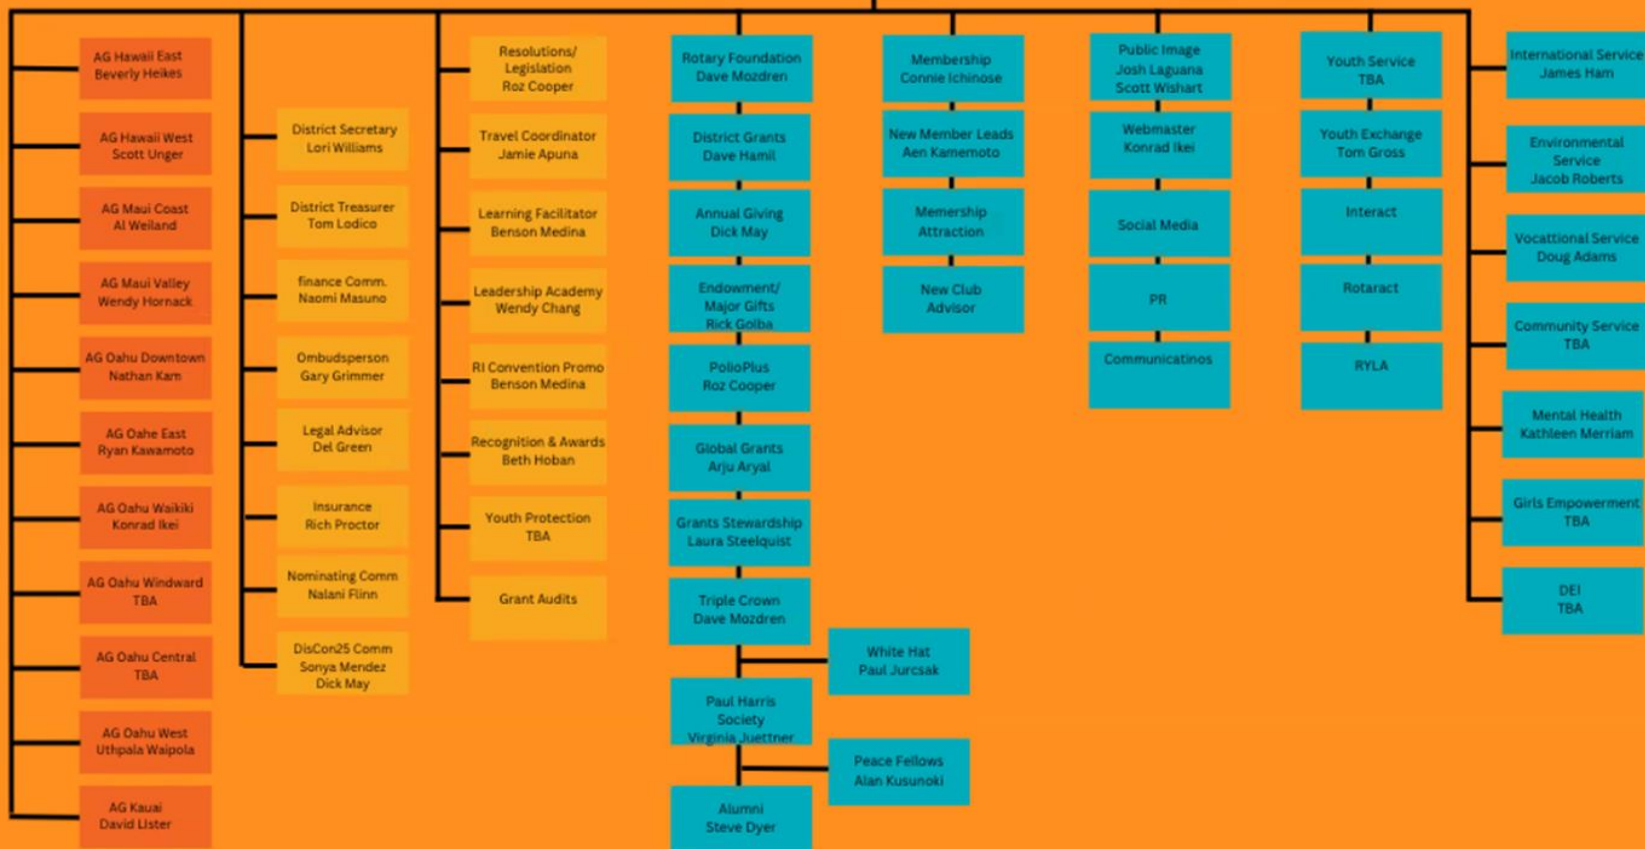 AG Hawaii East
Beverly Heikes
AG Hawaii West
Scott Unger
AG Maui Coast
Al Weiland
AG Maui Valley
Wendy Hornack
AG Oahu Downtown
Nathan Kam
AG Oahe East
Ryan Kawamoto
AG Oahu Waikiki
Konrad Ikei
AG Oahu Windward
TBA
AG Oahu Central
TBA
AG Oahu West
Uthpala Waipola
AG Kauai
David LIster
District Secretary
Lori Williams
District Treasurer
Tom Lodico
finance Comm.
Naomi Masuno
Ombudsperson
Gary Grimmer
Legal Advisor
Del Green
Insurance
Rich Proctor
Nominating Comm
Nalani Flinn
DisCon25 Comm
Sonya Mendez
Dick May
Resolutions/
Legislation
Roz Cooper
Travel Coordinator
Jamie Apuna
Learning Facilitator
Benson Medina
Leadership Academy
Wendy Chang
RI Convention Promo
Benson Medina
Recognition & Awards
Beth Hoban
Youth Protection
TBA
Grant Audits
Rotary Foundation
Dave Mozdren
District Grants
Dave Hamil
Annual Giving
Dick May
Endowment/
Major Gifts
Rick Golba
PolioPlus
Roz Cooper
Global Grants
Arju Aryal
Grants Stewardship
Laura Steelquist
Triple Crown
Dave Mozdren
White Hat
Paul Jurcsak
Paul Harris
Society
Virginia Juettner
Peace Fellows
Alan Kusunoki
Alumni
Steve Dyer
Membership
Connie Ichinose
New Member Leads
Aen Kamemoto
Memership
Attraction
New Club
Advisor
Public Image
Josh Laguana
Scott Wishart
Webmaster
Konrad Ikei
Social Media
PR
Communicatinos
Youth Service
TBA
Youth Exchange
Tom Gross
Interact
Rotaract
RYLA
International Service
James Ham
Environmental
Service
Jacob Roberts
Vocattional Service
Doug Adams
Community Service
TBA
Mental Health
Kathleen Merriam
Girls Empowerment
TBA
DEI
TBA